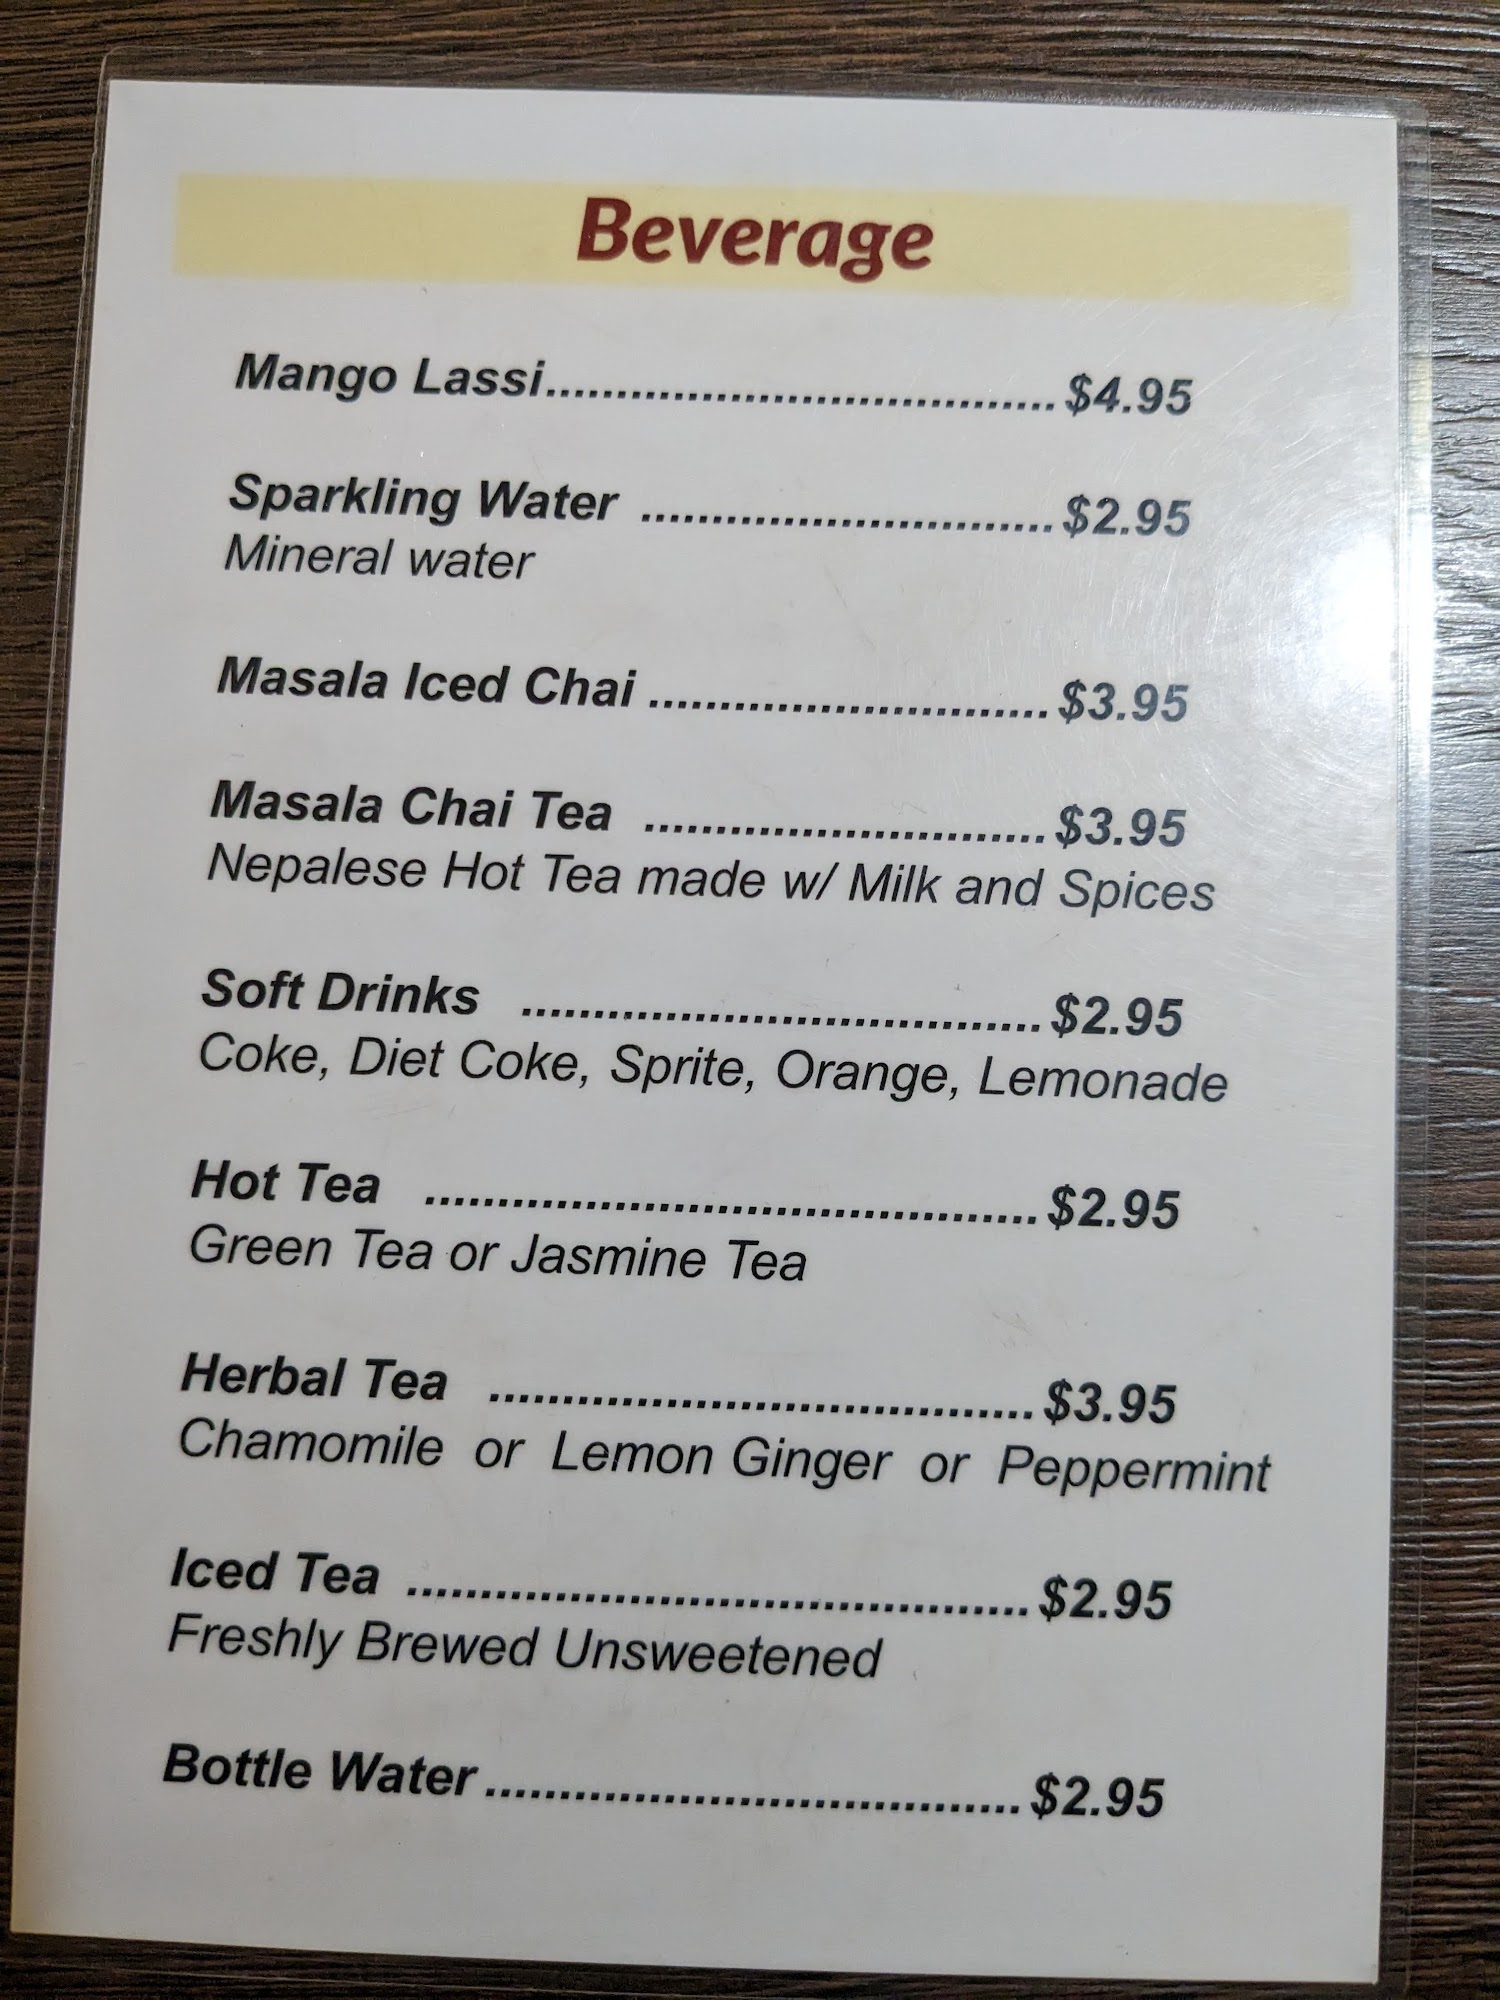 Beverage
Mango Lassi....................................$4.95
Sparkling Water .............................$2.95
Mineral water
Masala Iced Chai ............................$3.95
Masala Chai Tea ............................$3.95
Nepalese Hot Tea made w/ Milk and Spices
Soft Drinks ....................................$2.95
Coke, Diet Coke, Sprite, Orange, Lemonade
Hot Tea ...........................................$2.95
Green Tea or Jasmine Tea
Herbal Tea ......................................$3.95
Chamomile or Lemon Ginger or Peppermint
Iced Tea ...........................................$2.95
Freshly Brewed Unsweetened
Bottle Water.....................................$2.95